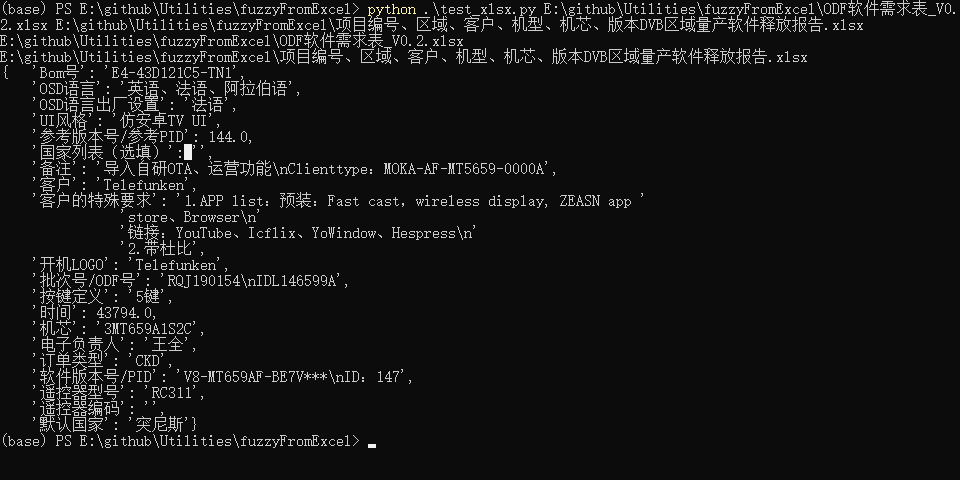 (base) PS E:\github\Utilities\fuzzyFromExcel> python .\test_xlsx.py E:\github\Utilities\fuzzyFromExcel\ODF软件需求表_V0.
2.xlsx E:\github\Utilities\fuzzyFromExcel\项目编号、区域、客户、机型、机芯、版本DVB区域量产软件释放报告.xlsx
E:\github\Utilities\fuzzyFromExcel\ODF软件需求表_V0.2.xlsx
E:\github\Utilities\fuzzyFromExcel\项目编号、区域、客户、机型、机芯、版本DVB区域量产软件释放报告.xlsx
{   'Bom号': 'E4-43D121C5-TN1',
    'OSD语言': '英语、法语、阿拉伯语',
    'OSD语言出厂设置': '法语',
    'UI风格': '仿安卓TV UI',
    '参考版本号/参考PID': 144.0,
    '国家列表（选填）': '',
    '备注': '导入自研OTA、运营功能\nClienttype：MOKA-AF-MT5659-0000A',
    '客户': 'Telefunken',
    '客户的特殊要求': '1.APP list：预装：Fast cast，wireless display, ZEASN app '
               'store、Browser\n'
               '链接：YouTube、Icflix、YoWindow、Hespress\n'
               '2.带杜比',
    '开机LOGO': 'Telefunken',
    '批次号/ODF号': 'RQJ190154\nIDL146599A',
    '按键定义': '5键',
    '时间': 43794.0,
    '机芯': '3MT659A1S2C',
    '电子负责人': '王全',
    '订单类型': 'CKD',
    '软件版本号/PID': 'V8-MT659AF-BE7V***\nID：147',
    '遥控器型号': 'RC311',
    '遥控器编码': '',
    '默认国家': '突尼斯'}
(base) PS E:\github\Utilities\fuzzyFromExcel>